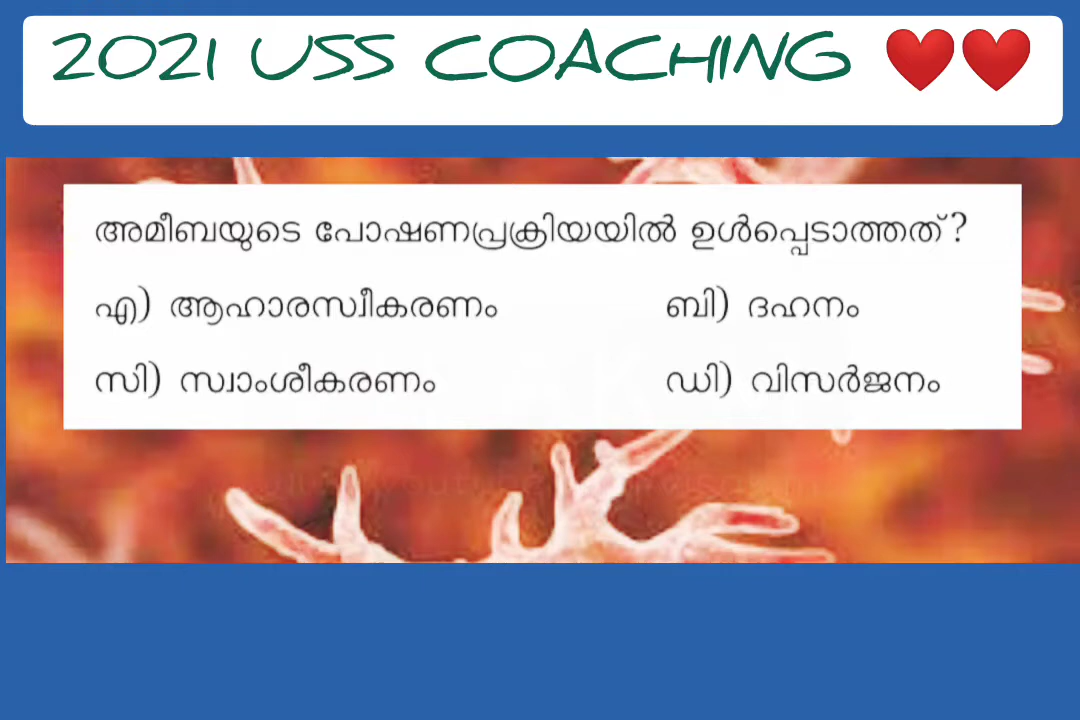 2021 USS COACHING ❤️❤️
അമീബയുടെ പോഷണപ്രക്രിയയിൽ ഉൾപ്പെടാത്തത്?
എ) ആഹാരസ്വീകരണം ബി) ദഹനം
സി) സ്വാംശീകരണം ഡി) വിസർജനം